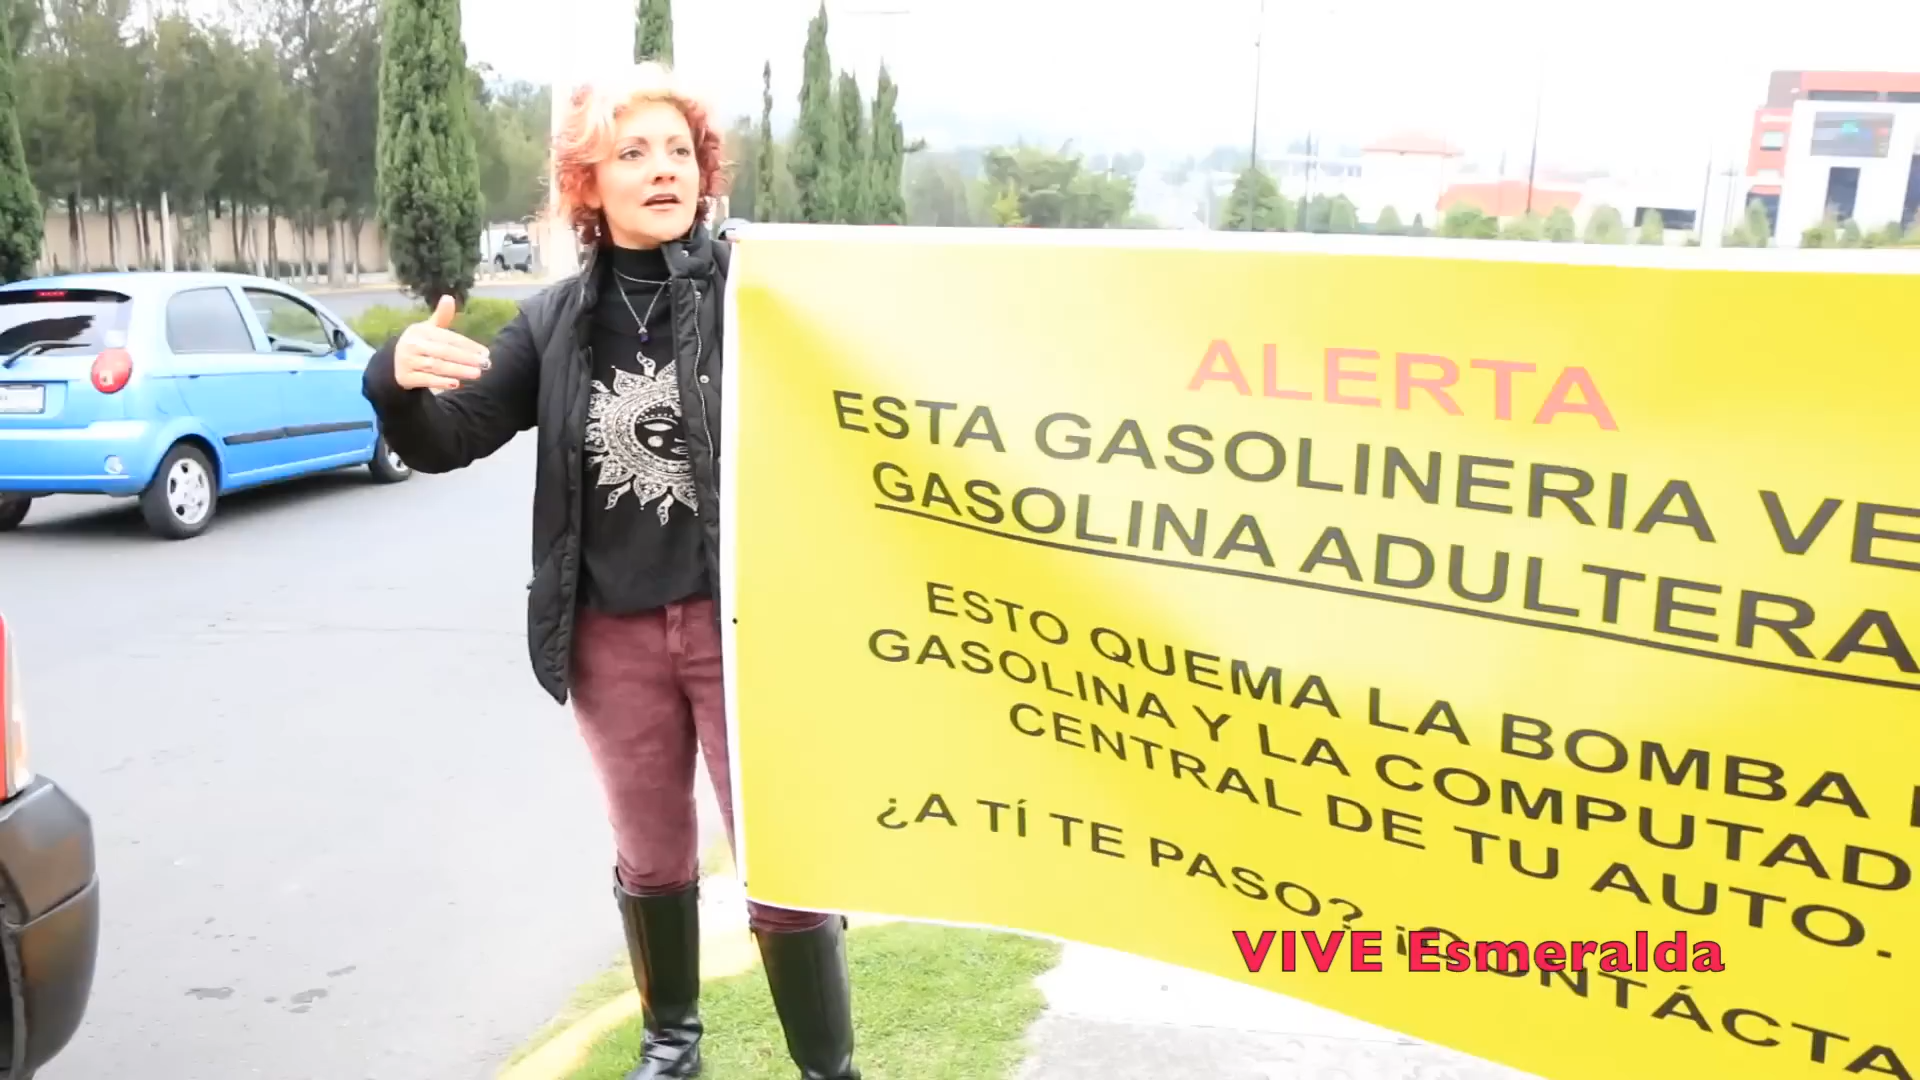 ALERTA
ESTA GASOLINERIA VE
GASOLINA ADULTERA
ESTO QUEMA LA BOMBA
GASOLINA Y LA COMPUTAD
CENTRAL DE TU AUTO.
¿A TÍ TE PASO? ¡CONTÁCTA
VIVE Esmeralda